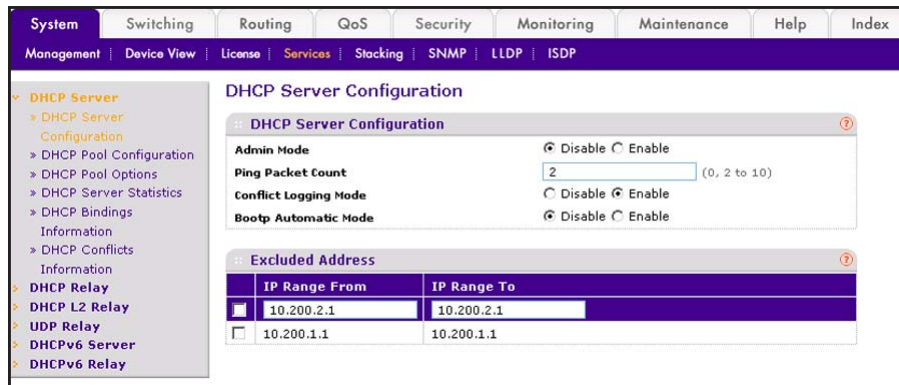 System Switching Routing QoS Security Monitoring Maintenance Help Index
Management Device View License Services Stacking SNMP LLDP ISDP
DHCP Server
» DHCP Server
Configuration
» DHCP Pool Configuration
» DHCP Pool Options
» DHCP Server Statistics
» DHCP Bindings
Information
» DHCP Conflicts
Information
DHCP Relay
DHCP L2 Relay
UDP Relay
DHCPv6 Server
DHCPv6 Relay
DHCP Server Configuration
DHCP Server Configuration
Admin Mode Disable Enable
Ping Packet Count 2 (0, 2 to 10)
Conflict Logging Mode Disable Enable
Bootp Automatic Mode Disable Enable
Excluded Address
IP Range From IP Range To
10.200.2.1 10.200.2.1
10.200.1.1 10.200.1.1